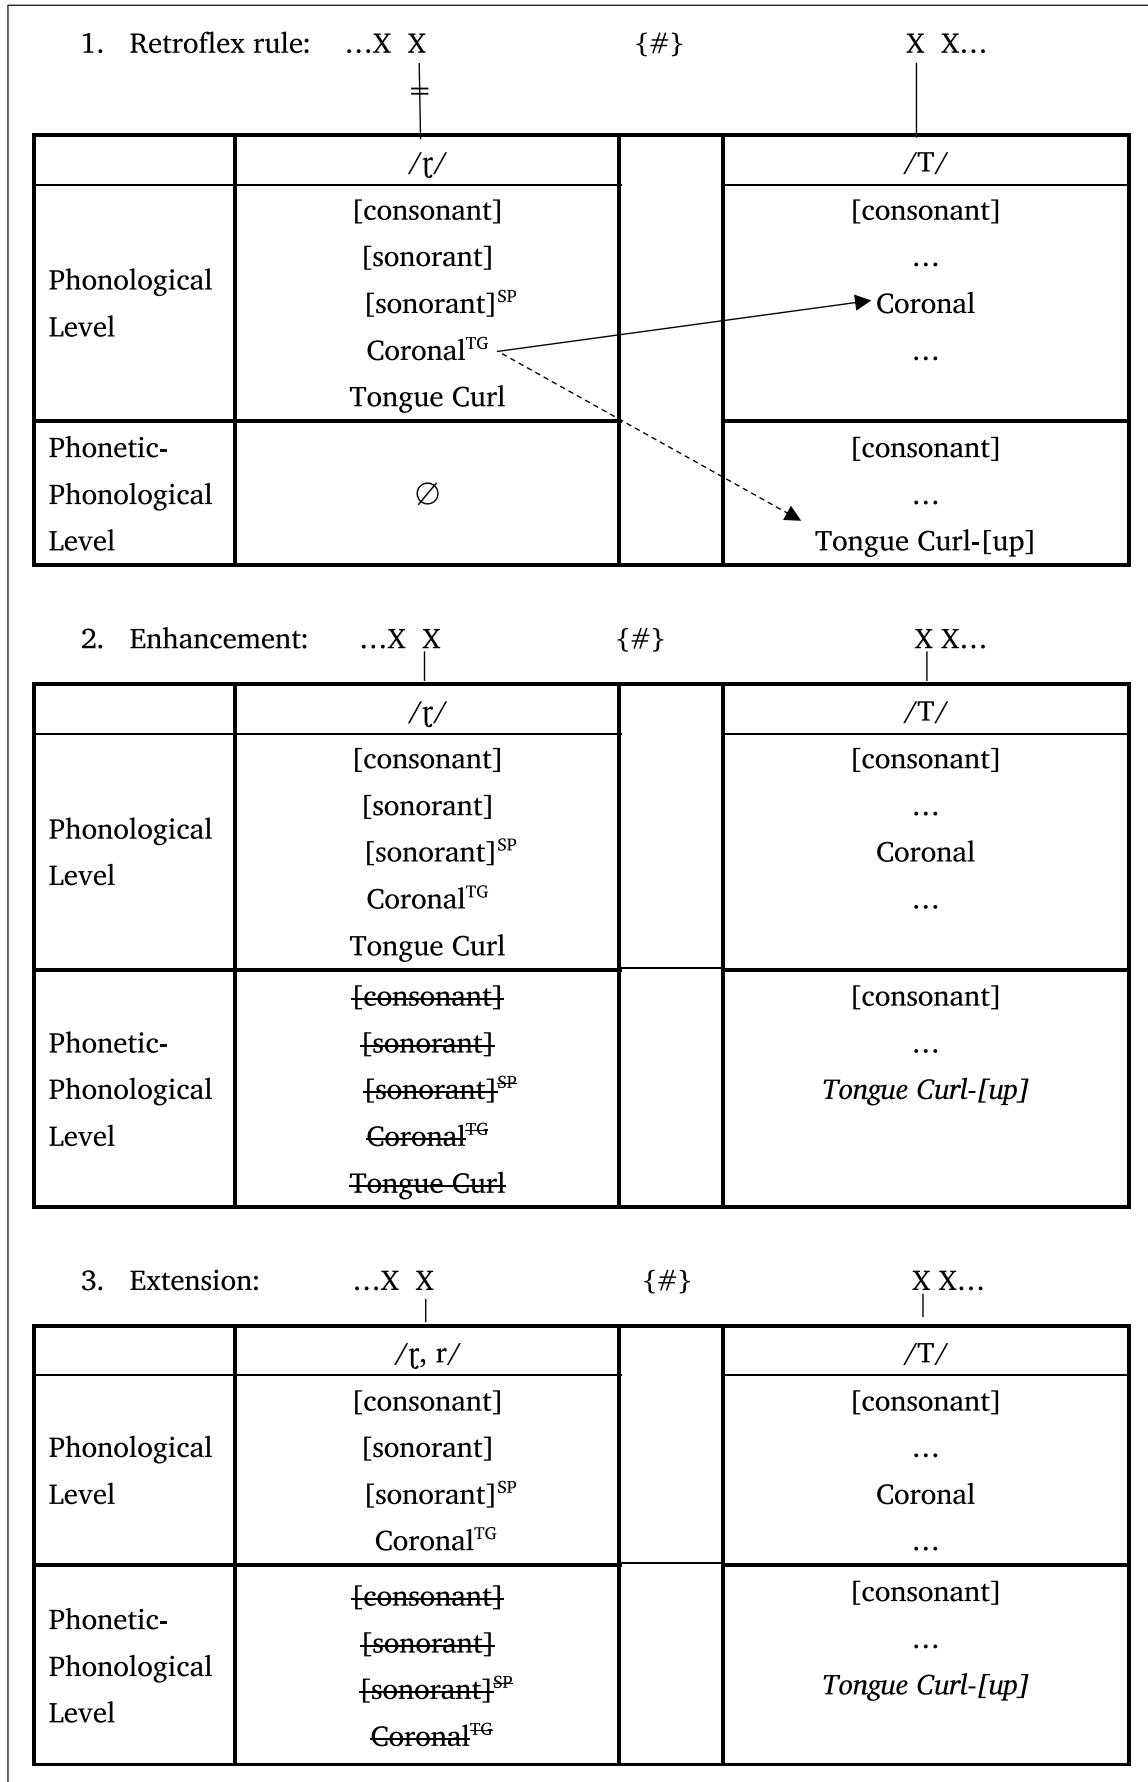 1. Retroflex rule: …X X {#} X X…
=
/ɽ/ /T/
Phonological Level [consonant] [consonant]
[sonorant] …
[sonorant]SP Coronal
CoronalTG …
Tongue Curl
Phonetic-Phonological Level ∅ [consonant]
…
Tongue Curl-[up]
2. Enhancement: …X X {#} X X…
/ɽ/ /T/
Phonological Level [consonant] [consonant]
[sonorant] …
[sonorant]SP Coronal
CoronalTG …
Tongue Curl
Phonetic-Phonological Level [consonant] [consonant]
[sonorant] …
[sonorant]SP Tongue Curl-[up]
CoronalTG
Tongue Curl
3. Extension: …X X {#} X X…
/ɽ, r/ /T/
Phonological Level [consonant] [consonant]
[sonorant] …
[sonorant]SP Coronal
CoronalTG …
Phonetic-Phonological Level [consonant] [consonant]
[sonorant] …
[sonorant]SP Tongue Curl-[up]
CoronalTG